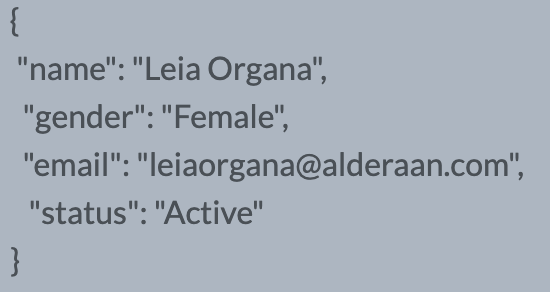 {
"name": "Leia Organa",
"gender": "Female",
"email": "leiaorgana@alderaan.com",
"status": "Active"
}